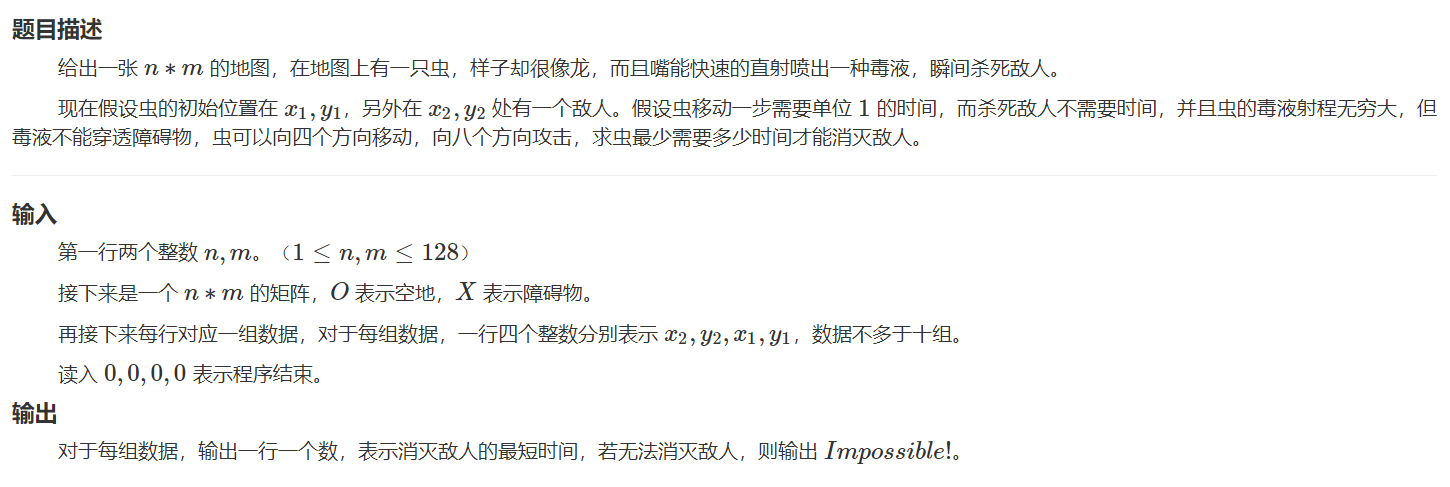 题目描述
给出一张 n ∗ m 的地图，在地图上有一只虫，样子却很像龙，而且嘴能快速的直射喷出一种毒液，瞬间杀死敌人。
现在假设虫的初始位置在 x₁, y₁，另外在 x₂, y₂ 处有一个敌人。假设虫移动一步需要单位 1 的时间，而杀死敌人不需要时间，并且虫的毒液射程无穷大，但
毒液不能穿透障碍物，虫可以向四个方向移动，向八个方向攻击，求虫最少需要多少时间才能消灭敌人。
输入
第一行两个整数 n, m。（1 ≤ n, m ≤ 128）
接下来是一个 n ∗ m 的矩阵，O 表示空地，X 表示障碍物。
再接下来每行对应一组数据，对于每组数据，一行四个整数分别表示 x₂, y₂, x₁, y₁，数据不多于十组。
读入 0, 0, 0, 0 表示程序结束。
输出
对于每组数据，输出一行一个数，表示消灭敌人的最短时间，若无法消灭敌人，则输出 Impossible!。